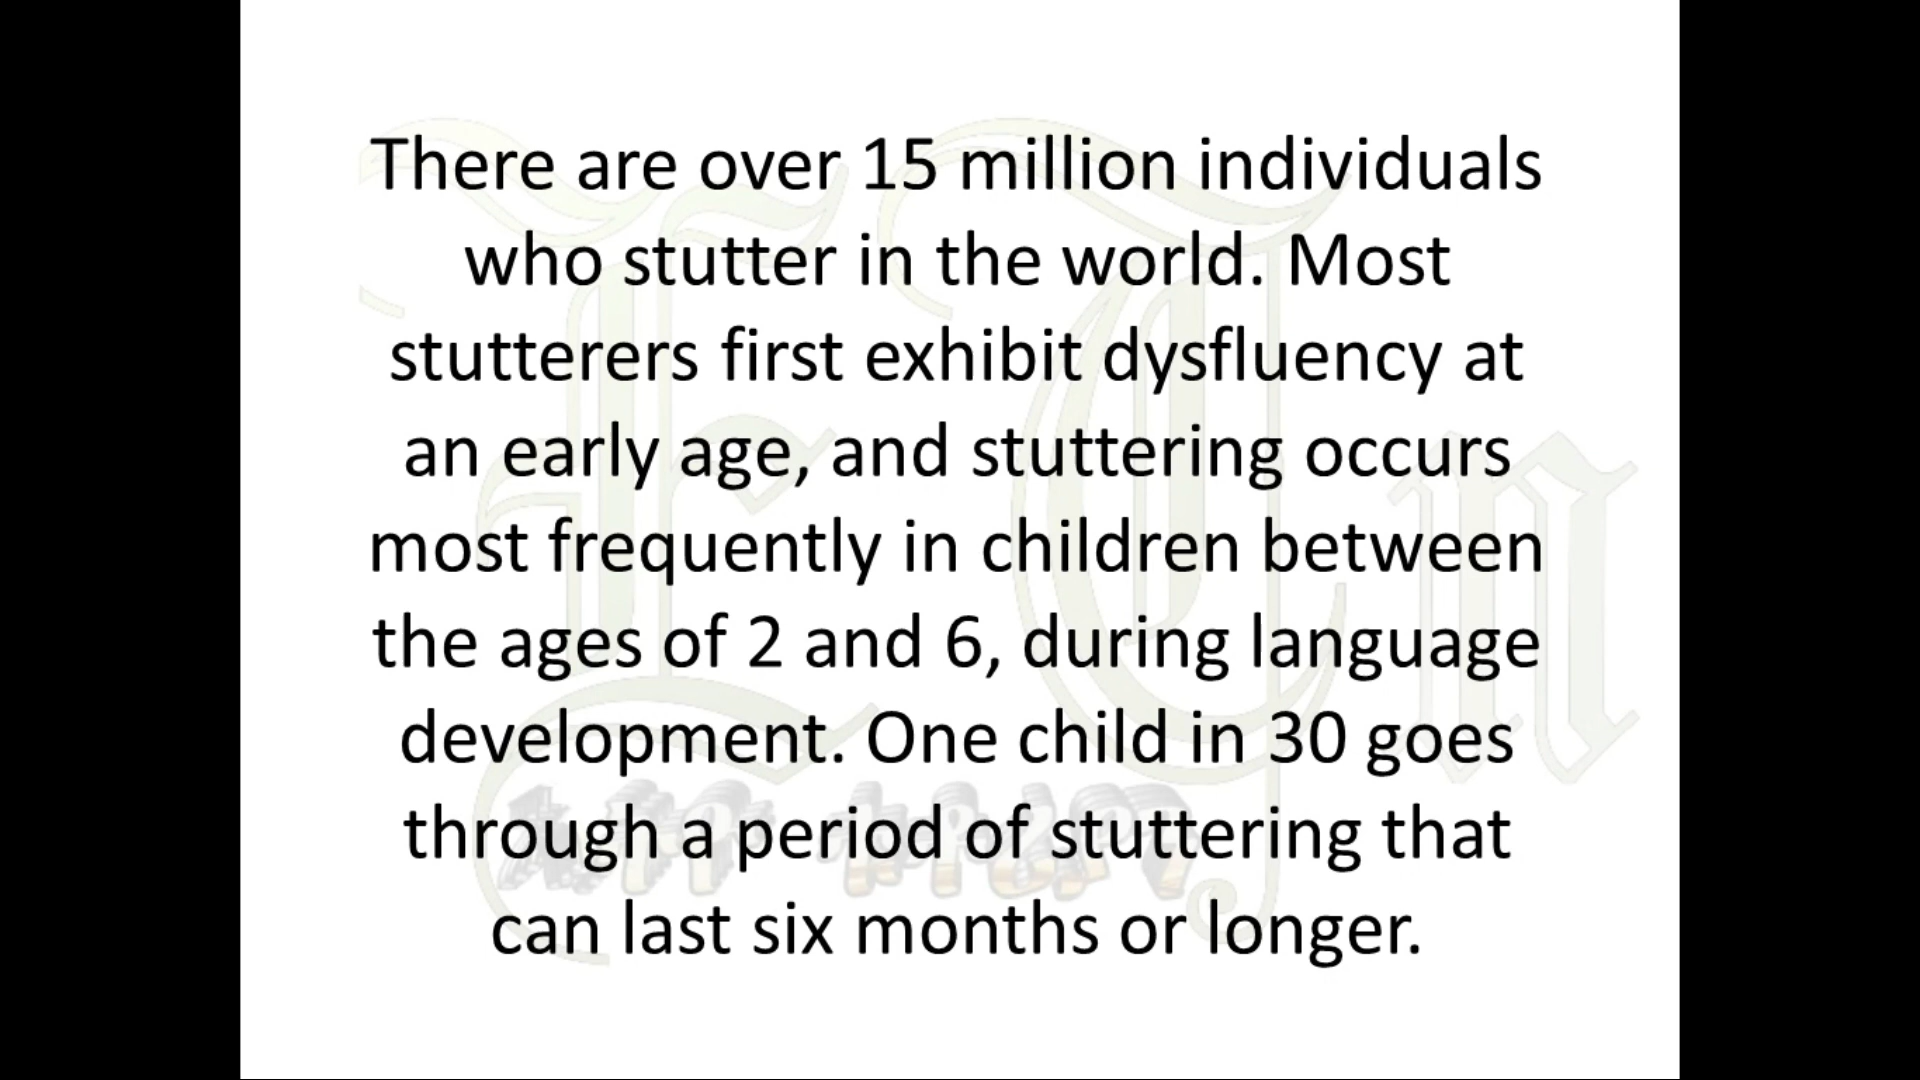 There are over 15 million individuals
who stutter in the world. Most
stutterers first exhibit dysfluency at
an early age, and stuttering occurs
most frequently in children between
the ages of 2 and 6, during language
development. One child in 30 goes
through a period of stuttering that
can last six months or longer.